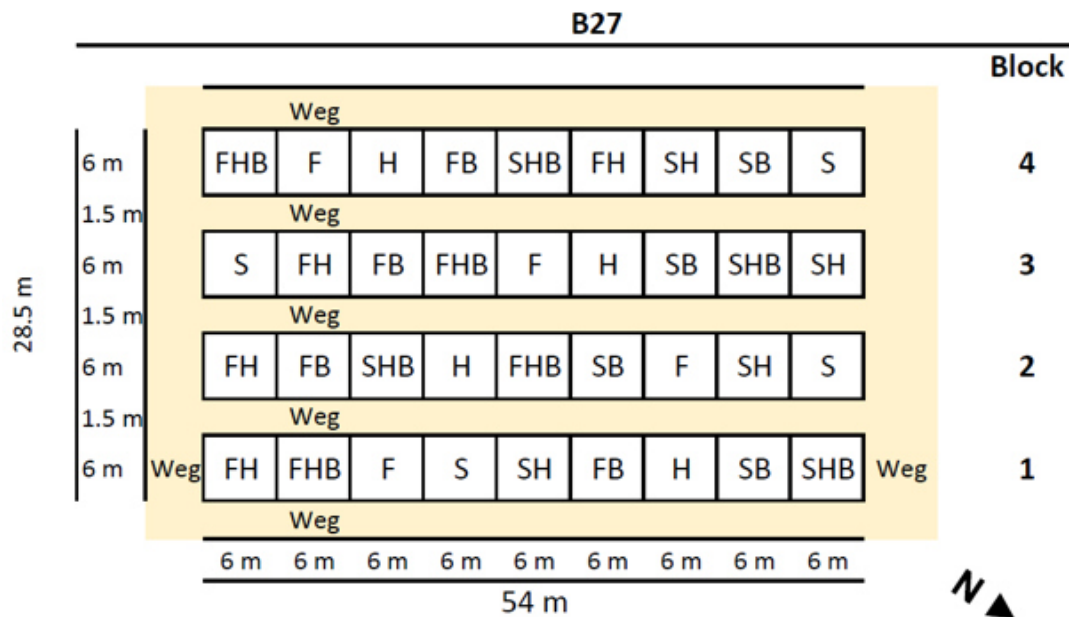 B27
Block
Weg
6 m FHB F H FB SHB FH SH SB S 4
1.5 m Weg
6 m S FH FB FHB F H SB SHB SH 3
28.5 m
1.5 m Weg
6 m FH FB SHB H FHB SB F SH S 2
1.5 m Weg
6 m Weg FH FHB F S SH FB H SB SHB Weg 1
Weg
6 m 6 m 6 m 6 m 6 m 6 m 6 m 6 m 6 m
54 m
N